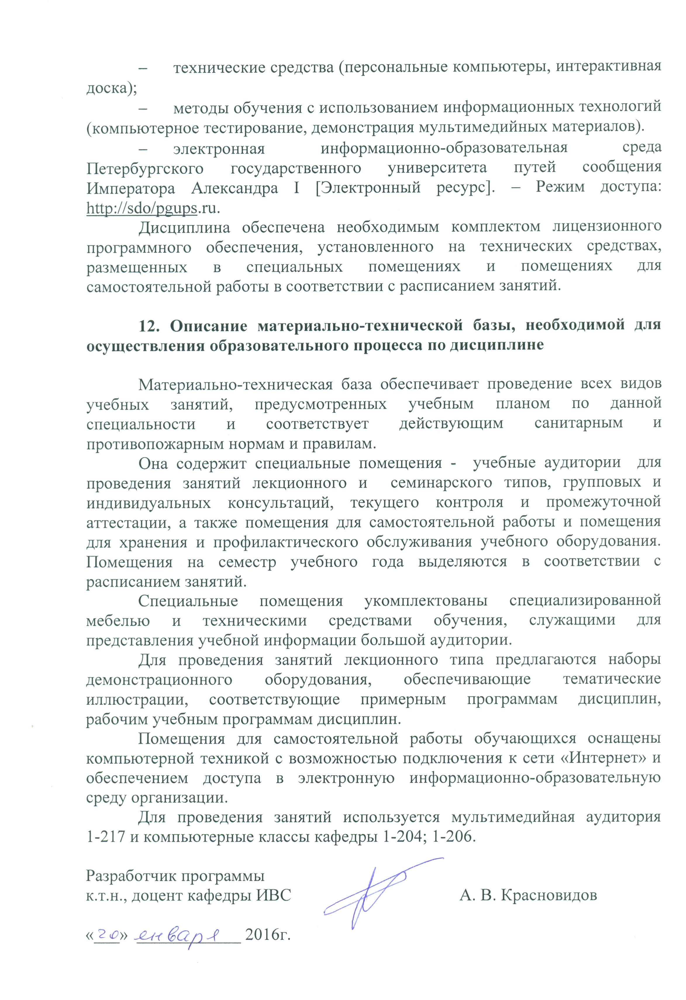 – технические средства (персональные компьютеры, интерактивная
доска);
– методы обучения с использованием информационных технологий
(компьютерное тестирование, демонстрация мультимедийных материалов).
– электронная информационно-образовательная среда
Петербургского государственного университета путей сообщения
Императора Александра I [Электронный ресурс]. – Режим доступа:
http://sdo/pgups.ru.
Дисциплина обеспечена необходимым комплектом лицензионного
программного обеспечения, установленного на технических средствах,
размещенных в специальных помещениях и помещениях для
самостоятельной работы в соответствии с расписанием занятий.
12. Описание материально-технической базы, необходимой для
осуществления образовательного процесса по дисциплине
Материально-техническая база обеспечивает проведение всех видов
учебных занятий, предусмотренных учебным планом по данной
специальности и соответствует действующим санитарным и
противопожарным нормам и правилам.
Она содержит специальные помещения - учебные аудитории для
проведения занятий лекционного и семинарского типов, групповых и
индивидуальных консультаций, текущего контроля и промежуточной
аттестации, а также помещения для самостоятельной работы и помещения
для хранения и профилактического обслуживания учебного оборудования.
Помещения на семестр учебного года выделяются в соответствии с
расписанием занятий.
Специальные помещения укомплектованы специализированной
мебелью и техническими средствами обучения, служащими для
представления учебной информации большой аудитории.
Для проведения занятий лекционного типа предлагаются наборы
демонстрационного оборудования, обеспечивающие тематические
иллюстрации, соответствующие примерным программам дисциплин,
рабочим учебным программам дисциплин.
Помещения для самостоятельной работы обучающихся оснащены
компьютерной техникой с возможностью подключения к сети «Интернет» и
обеспечением доступа в электронную информационно-образовательную
среду организации.
Для проведения занятий используется мультимедийная аудитория
1-217 и компьютерные классы кафедры 1-204; 1-206.
Разработчик программы
к.т.н., доцент кафедры ИВС А. В. Красновидов
«20» января 2016г.